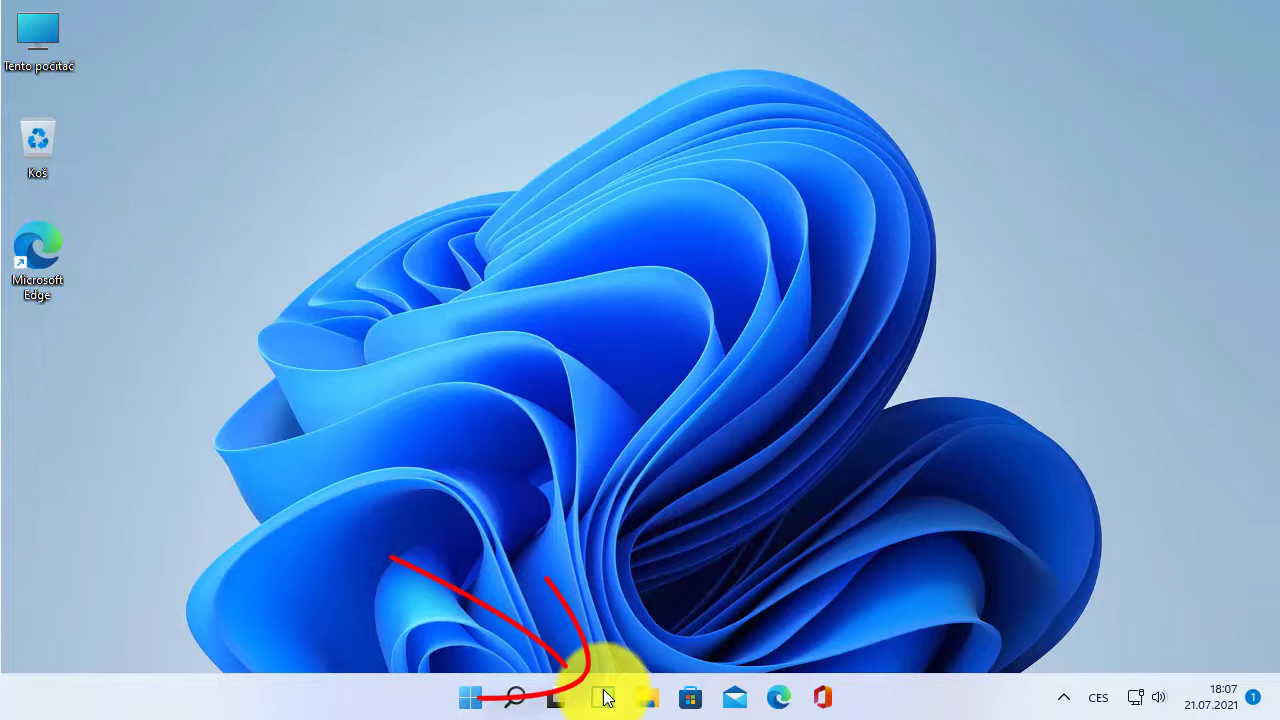 Tento počítač
Koš
Microsoft
Edge
CES
18:07
21.07.2021
1